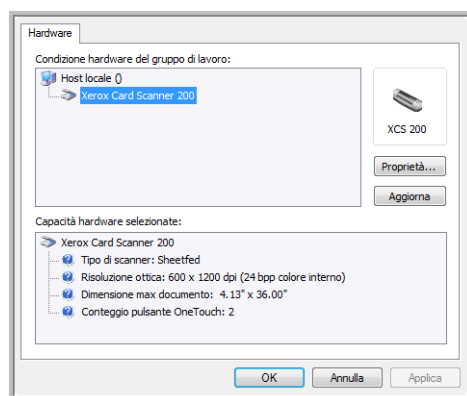 Hardware
Condizione hardware del gruppo di lavoro:
Host locale ()
Xerox Card Scanner 200
XCS 200
Proprietà...
Aggiorna
Capacità hardware selezionate:
Xerox Card Scanner 200
Tipo di scanner: Sheetfed
Risoluzione ottica: 600 x 1200 dpi (24 bpp colore interno)
Dimensione max documento: 4.13" x 36.00"
Conteggio pulsante OneTouch: 2
OK Annulla Applica